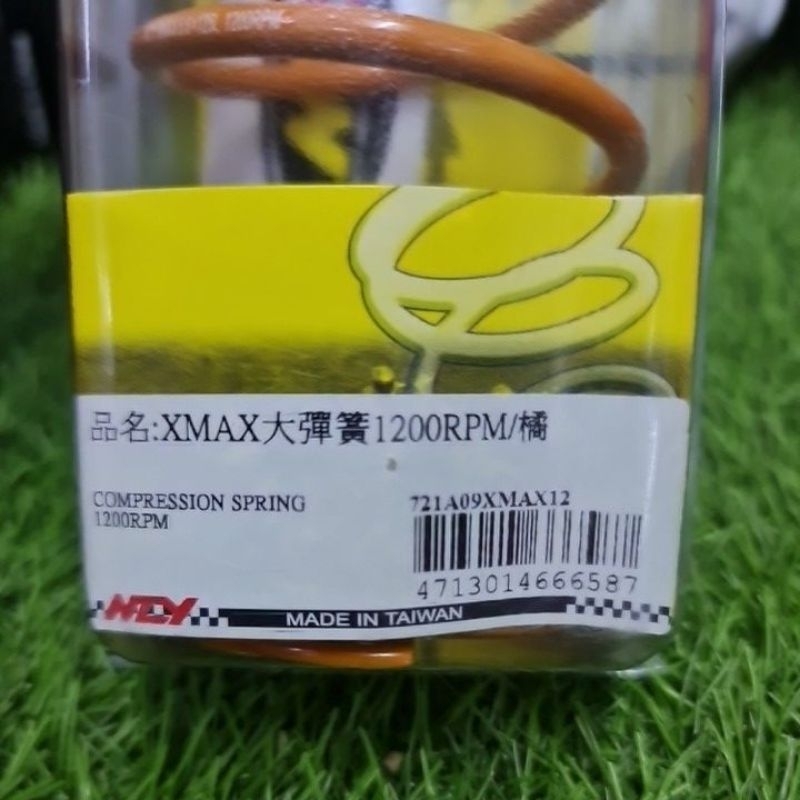 1200RPM
品名:XMAX大彈簧1200RPM/橘
COMPRESSION SPRING
1200RPM
721A09XMAX12
4713014666587
NCY
MADE IN TAIWAN